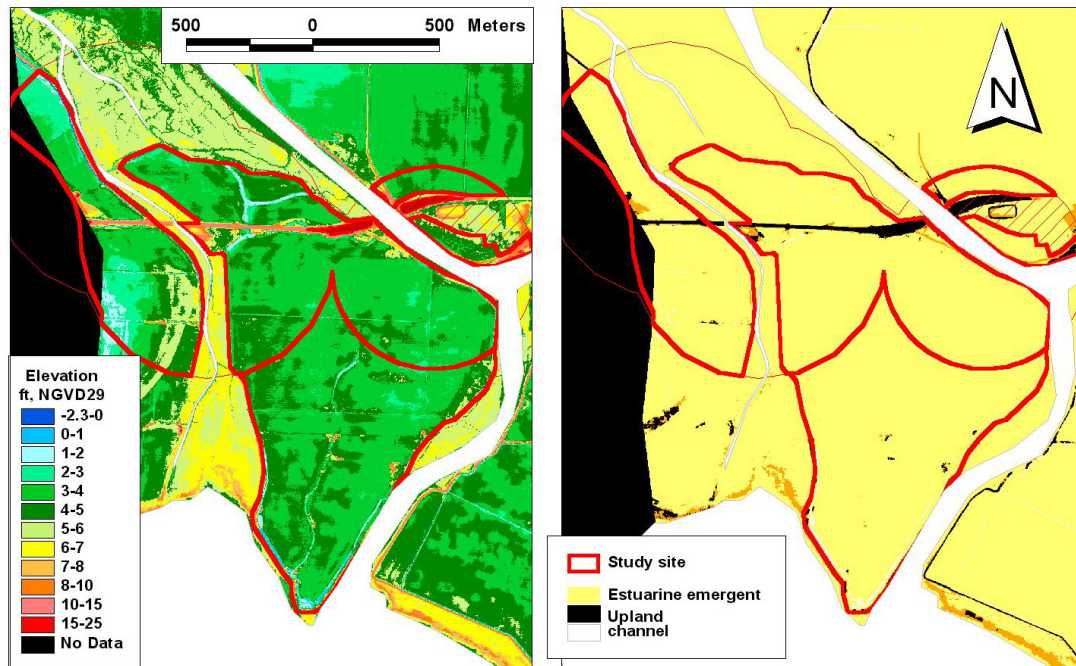 500 0 500 Meters
N
Elevation
ft, NGVD29
-2.3-0
0-1
1-2
2-3
3-4
4-5
5-6
6-7
7-8
8-10
10-15
15-25
No Data
Study site
Estuarine emergent
Upland
channel